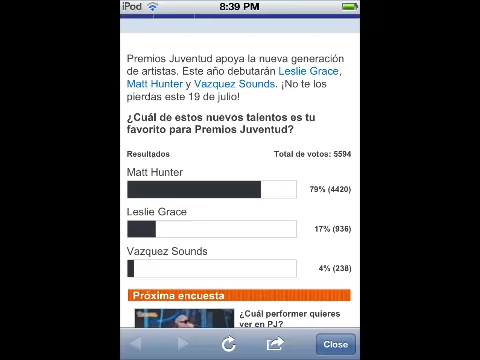 iPod 8:39 PM
Premios Juventud apoya la nueva generación
de artistas. Este año debutarán Leslie Grace,
Matt Hunter y Vazquez Sounds. ¡No te los
pierdas este 19 de julio!
¿Cuál de estos nuevos talentos es tu
favorito para Premios Juventud?
Resultados Total de votos: 5594
Matt Hunter
79% (4420)
Leslie Grace
17% (936)
Vazquez Sounds
4% (238)
Próxima encuesta
¿Cuál performer quieres
ver en PJ?
Close